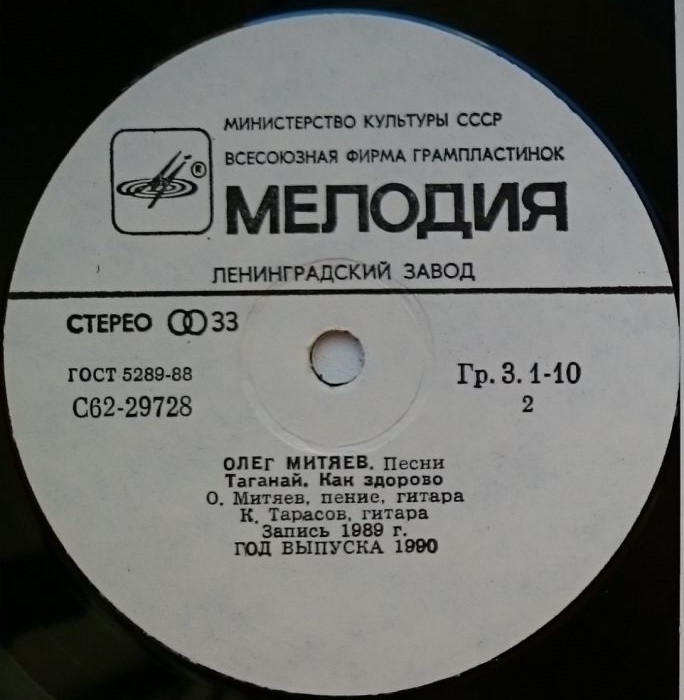 МИНИСТЕРСТВО КУЛЬТУРЫ СССР
ВСЕСОЮЗНАЯ ФИРМА ГРАМПЛАСТИНОК
®
МЕЛОДИЯ
ЛЕНИНГРАДСКИЙ ЗАВОД
СТЕРЕО 33
ГОСТ 5289-88
С62-29728
Гр. 3. 1-10
2
ОЛЕГ МИТЯЕВ. Песни
Таганай. Как здорово
О. Митяев, пение, гитара
К. Тарасов, гитара
Запись 1989 г.
ГОД ВЫПУСКА 1990